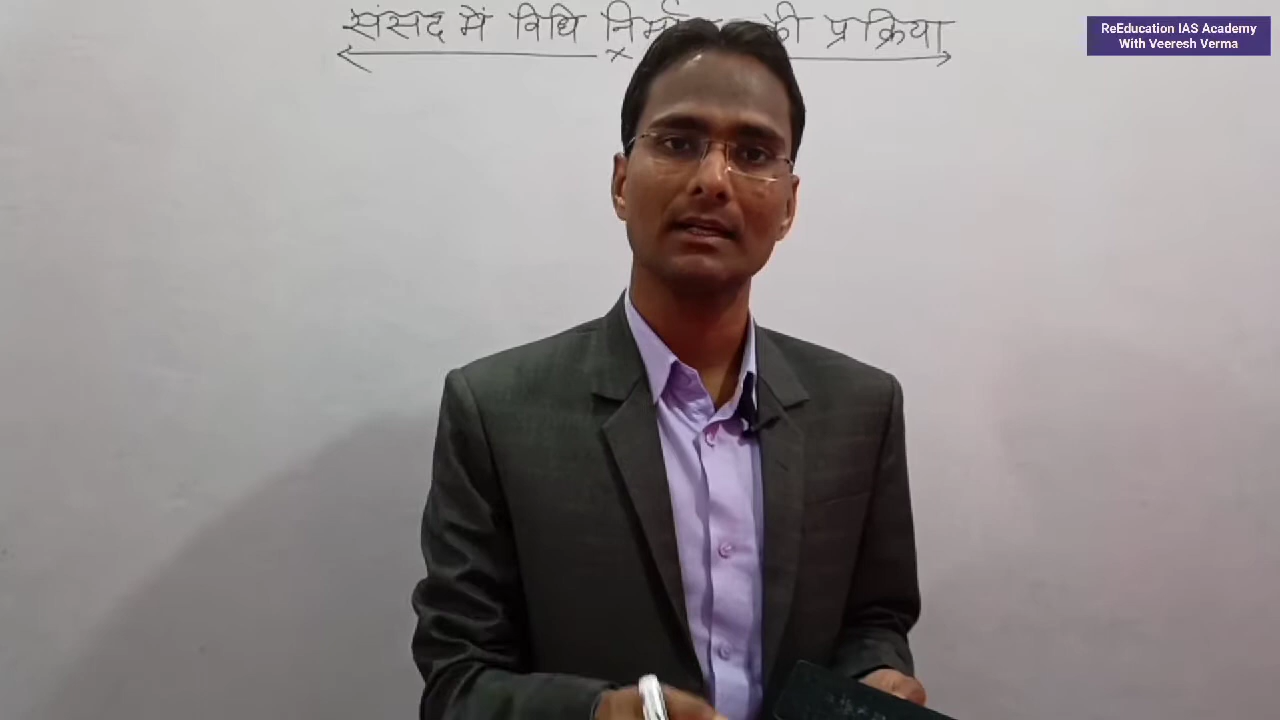 संसद में विधि की प्रक्रिया
ReEducation IAS Academy
With Veeresh Verma